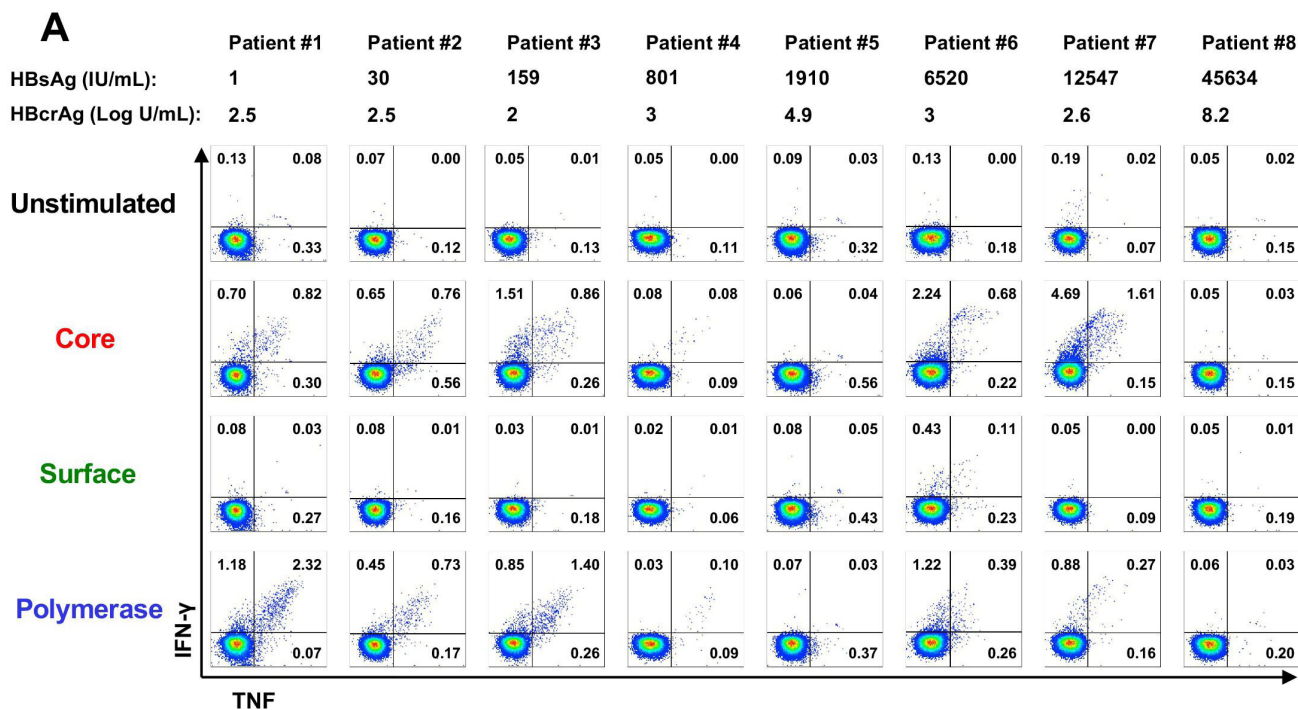 A
Patient #1 Patient #2 Patient #3 Patient #4 Patient #5 Patient #6 Patient #7 Patient #8
HBsAg (IU/mL): 1 30 159 801 1910 6520 12547 45634
HBcrAg (Log U/mL): 2.5 2.5 2 3 4.9 3 2.6 8.2
0.13 0.08 0.07 0.00 0.05 0.01 0.05 0.00 0.09 0.03 0.13 0.00 0.19 0.02 0.05 0.02
Unstimulated
0.33 0.12 0.13 0.11 0.32 0.18 0.07 0.15
0.70 0.82 0.65 0.76 1.51 0.86 0.08 0.08 0.06 0.04 2.24 0.68 4.69 1.61 0.05 0.03
Core
0.30 0.56 0.26 0.09 0.56 0.22 0.15 0.15
0.08 0.03 0.08 0.01 0.03 0.01 0.02 0.01 0.08 0.05 0.43 0.11 0.05 0.00 0.05 0.01
Surface
0.27 0.16 0.18 0.06 0.43 0.23 0.09 0.19
1.18 2.32 0.45 0.73 0.85 1.40 0.03 0.10 0.07 0.03 1.22 0.39 0.88 0.27 0.06 0.03
Polymerase
0.07 0.17 0.26 0.09 0.37 0.26 0.16 0.20
IFN-γ
TNF